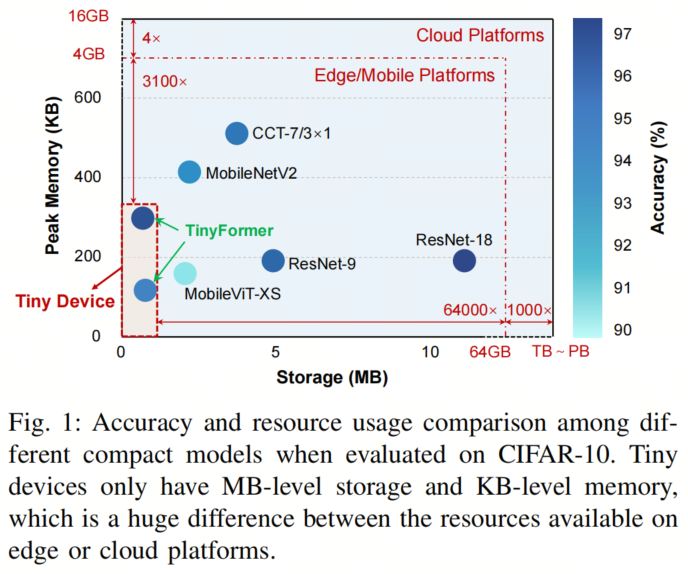 16GB
4×
Cloud Platforms
4GB
3100×
Edge/Mobile Platforms
600
CCT-7/3×1
400
MobileNetV2
TinyFormer
200
ResNet-9
ResNet-18
MobileViT-XS
Tiny Device
64000×
1000×
0
0
5
10
64GB
TB ~ PB
Storage (MB)
Peak Memory (KB)
97
96
95
94
93
92
91
90
Accuracy (%)
Fig. 1: Accuracy and resource usage comparison among dif-
ferent compact models when evaluated on CIFAR-10. Tiny
devices only have MB-level storage and KB-level memory,
which is a huge difference between the resources available on
edge or cloud platforms.